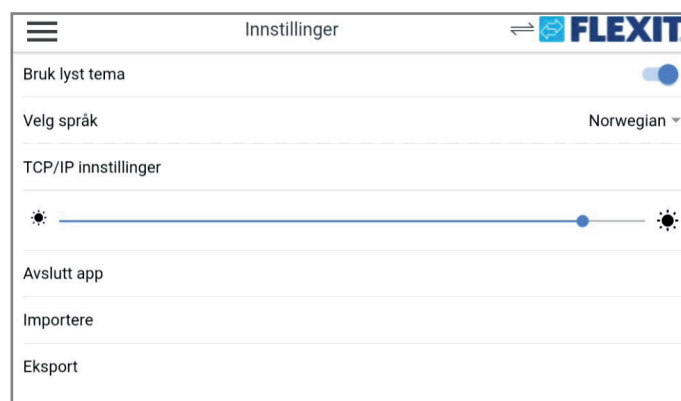 Innstillinger
FLEXIT
Bruk lyst tema
Velg språk Norwegian
TCP/IP innstillinger
Avslutt app
Importere
Eksport